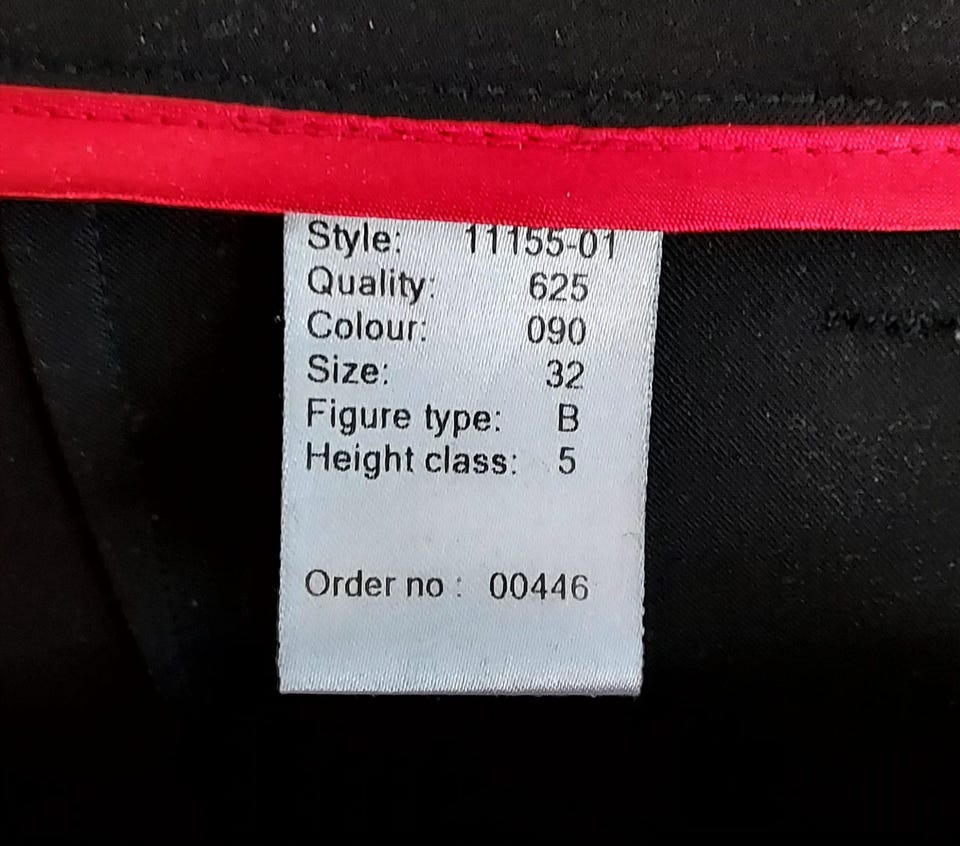 Style: 11155-01
Quality: 625
Colour: 090
Size: 32
Figure type: B
Height class: 5
Order no : 00446